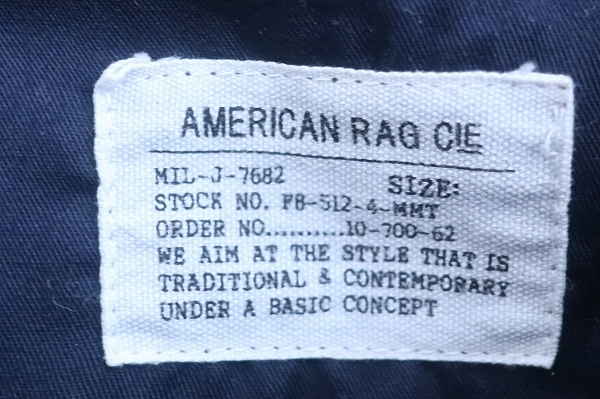 AMERICAN RAG CIE
MIL-J-7682 SIZE:
STOCK NO. F8-512-4-MMT
ORDER NO..........10-700-62
WE AIM AT THE STYLE THAT IS
TRADITIONAL & CONTEMPORARY
UNDER A BASIC CONCEPT